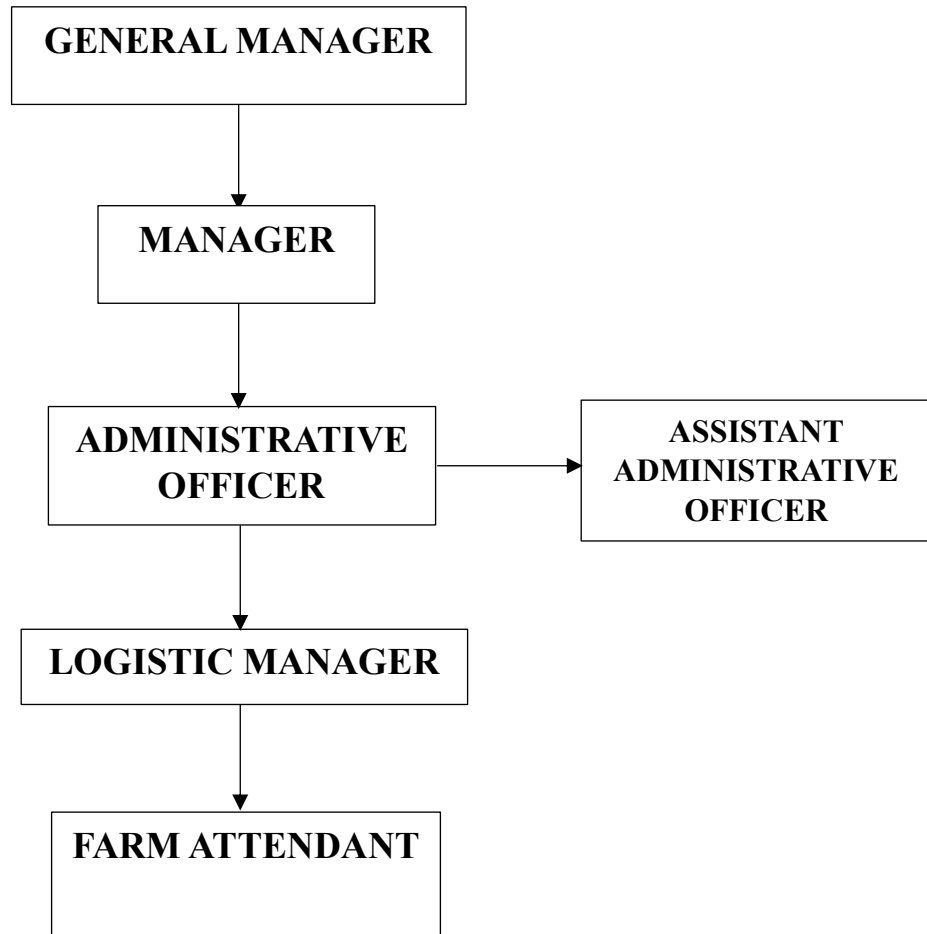 GENERAL MANAGER
MANAGER
ADMINISTRATIVE
OFFICER
ASSISTANT
ADMINISTRATIVE
OFFICER
LOGISTIC MANAGER
FARM ATTENDANT